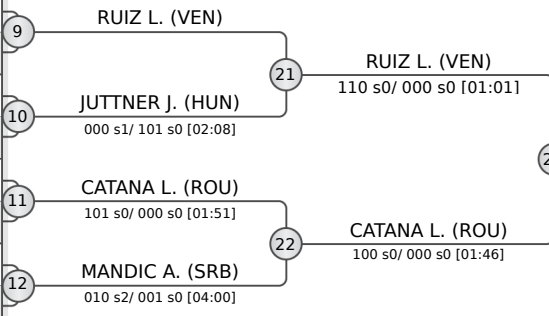 RUIZ L. (VEN)
9
21
RUIZ L. (VEN)
110 s0/ 000 s0 [01:01]
JUTTNER J. (HUN)
10
000 s1/ 101 s0 [02:08]
CATANA L. (ROU)
11
101 s0/ 000 s0 [01:51]
22
CATANA L. (ROU)
100 s0/ 000 s0 [01:46]
MANDIC A. (SRB)
12
010 s2/ 001 s0 [04:00]